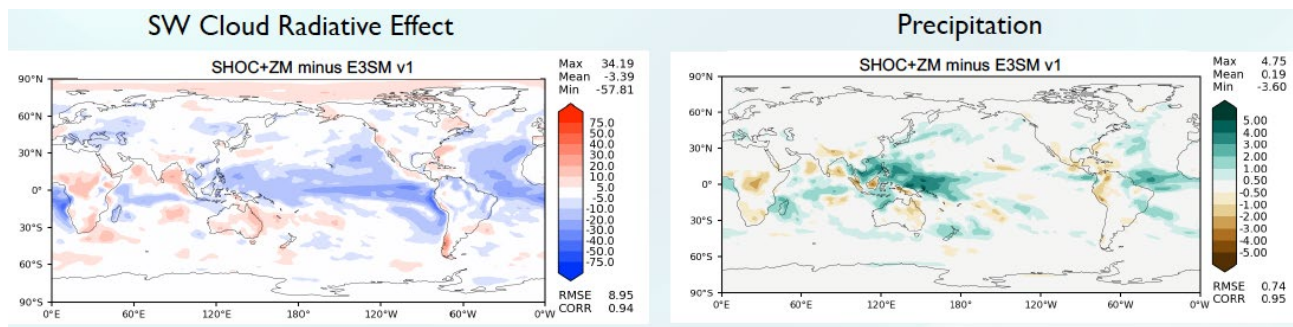 SW Cloud Radiative Effect
SHOC+ZM minus E3SM v1
Max 34.19
Mean -3.39
Min -57.81
90°N
60°N
30°N
0°
30°S
60°S
90°S
0°E
60°E
120°E
180°
120°W
60°W
0°W
75.0
50.0
40.0
30.0
20.0
10.0
5.0
-5.0
-10.0
-20.0
-30.0
-40.0
-50.0
-75.0
RMSE 8.95
CORR 0.94
Precipitation
SHOC+ZM minus E3SM v1
Max 4.75
Mean 0.19
Min -3.60
90°N
60°N
30°N
0°
30°S
60°S
90°S
0°E
60°E
120°E
180°
120°W
60°W
0°W
5.00
4.00
3.00
2.00
1.00
0.50
-0.50
-1.00
-2.00
-3.00
-4.00
-5.00
RMSE 0.74
CORR 0.95